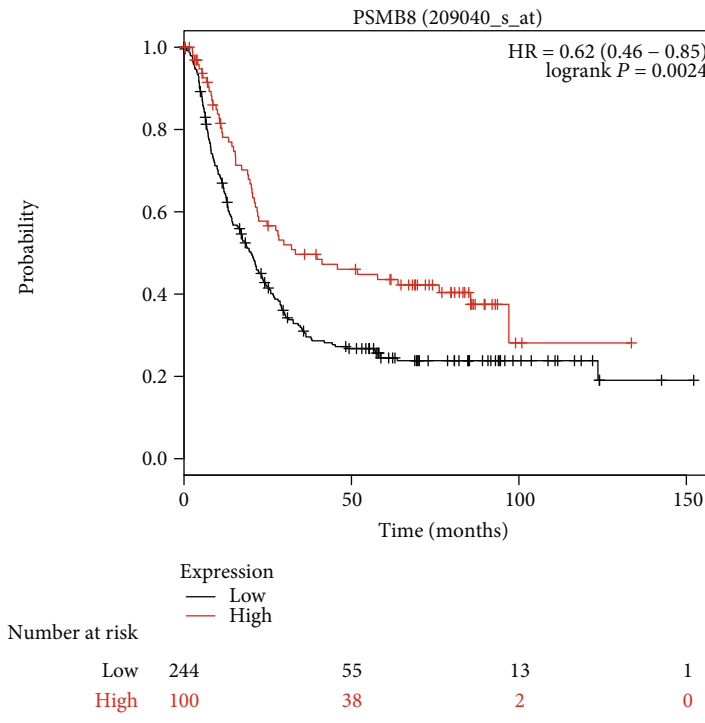 PSMB8 (209040_s_at)
HR = 0.62 (0.46 − 0.85)
logrank P = 0.0024
Probability
1.0
0.8
0.6
0.4
0.2
0.0
0 50 100 150
Time (months)
Expression
Low
High
Number at risk
Low 244 55 13 1
High 100 38 2 0